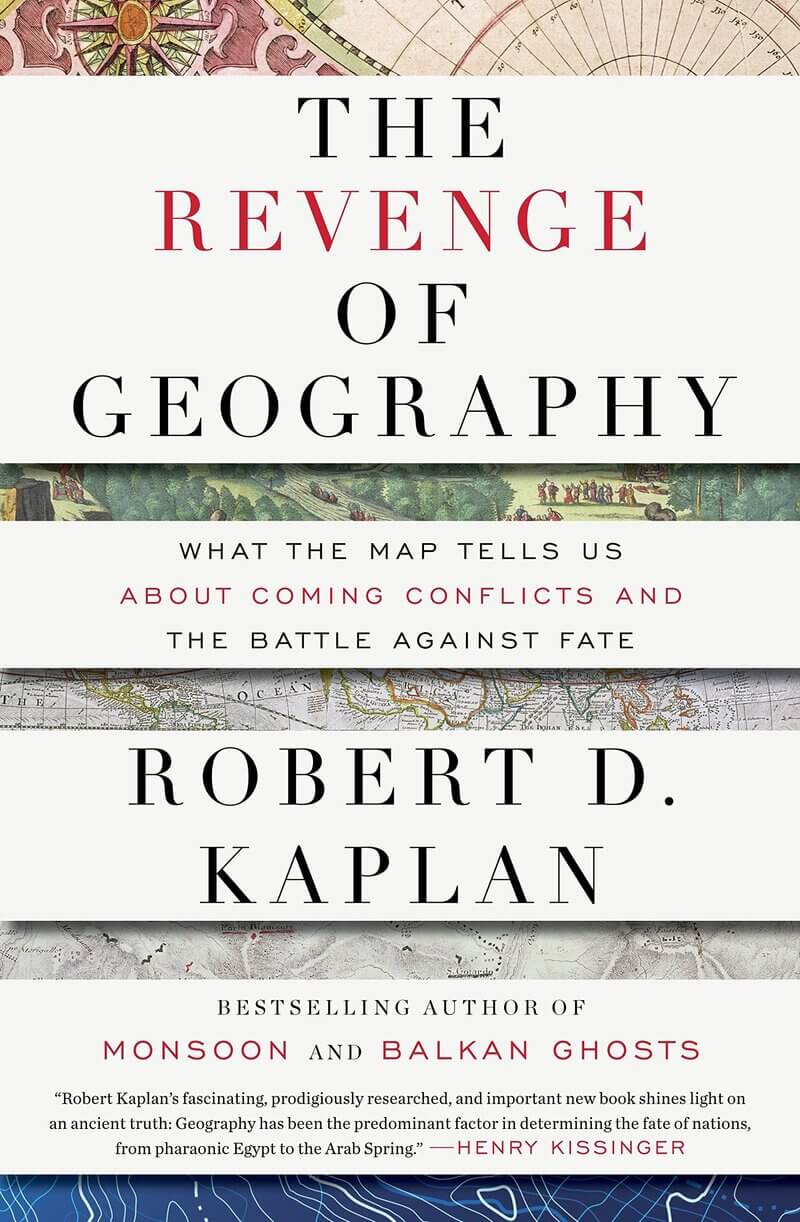 THE
REVENGE
OF
GEOGRAPHY
WHAT THE MAP TELLS US
ABOUT COMING CONFLICTS AND
THE BATTLE AGAINST FATE
THE
OCEAN
ROBERT D.
KAPLAN
S. Gotardo
BESTSELLING AUTHOR OF
MONSOON AND BALKAN GHOSTS
“Robert Kaplan’s fascinating, prodigiously researched, and important new book shines light on
an ancient truth: Geography has been the predominant factor in determining the fate of nations,
from pharaonic Egypt to the Arab Spring.” —HENRY KISSINGER